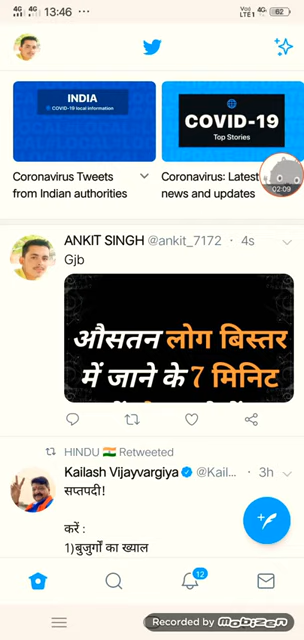 4G 4G 13:46 ...
VoD LTE1 4G 62
INDIA
COVID-19 local information
COVID-19
Top Stories
Coronavirus Tweets
from Indian authorities
Coronavirus: Latest
news and updates
02:09
ANKIT SINGH @ankit_7172 · 4s
Gjb
औसतन लोग बिस्तर
में जाने के 7 मिनिट
HINDU Retweeted
Kailash Vijayvargiya @Kail... · 3h
सप्तपदी!
करें :
1)बुजुर्गों का ख्याल
12
Recorded by MOBIZEN